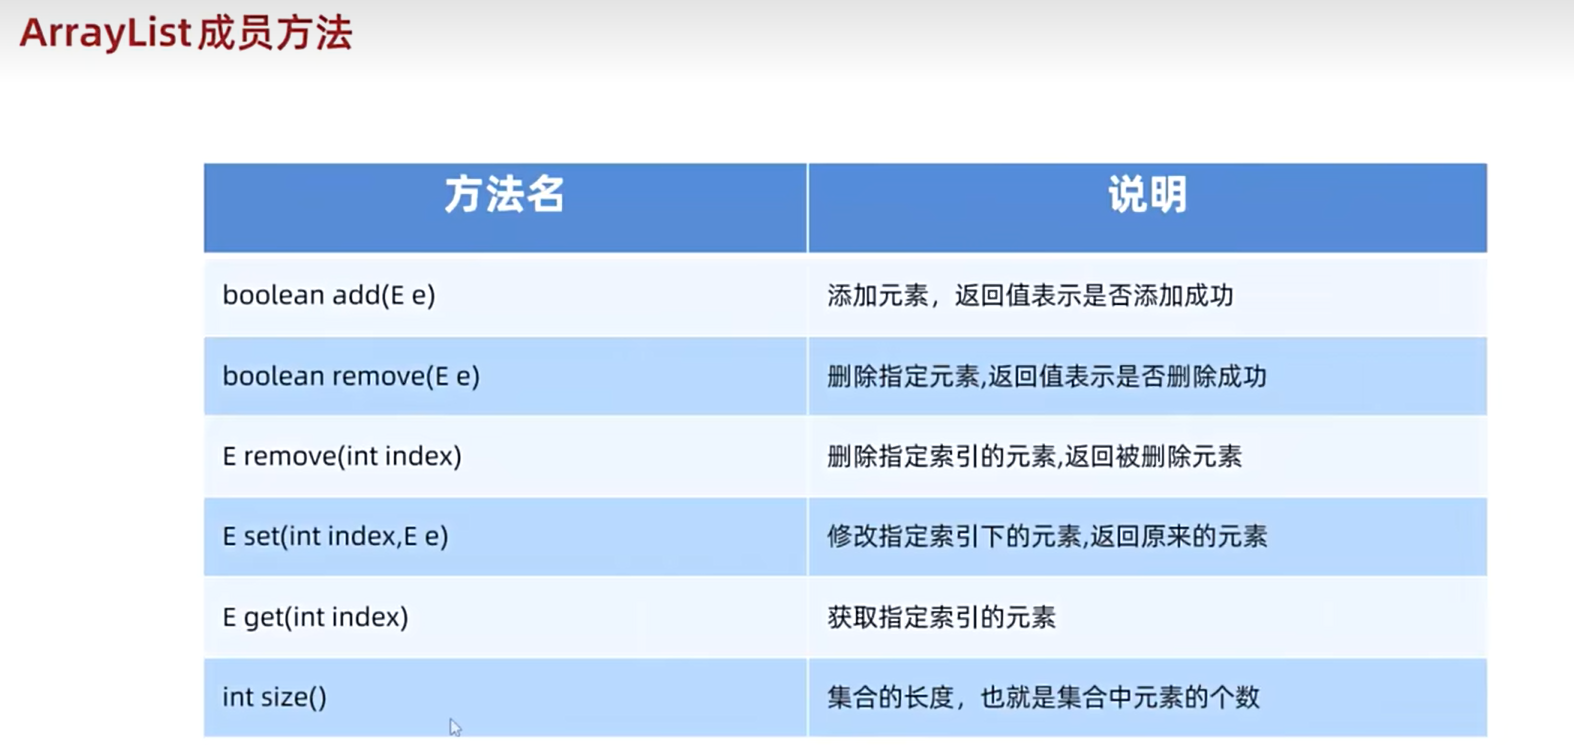 ArrayList成员方法
方法名 说明
boolean add(E e) 添加元素，返回值表示是否添加成功
boolean remove(E e) 删除指定元素,返回值表示是否删除成功
E remove(int index) 删除指定索引的元素,返回被删除元素
E set(int index,E e) 修改指定索引下的元素,返回原来的元素
E get(int index) 获取指定索引的元素
int size() 集合的长度，也就是集合中元素的个数